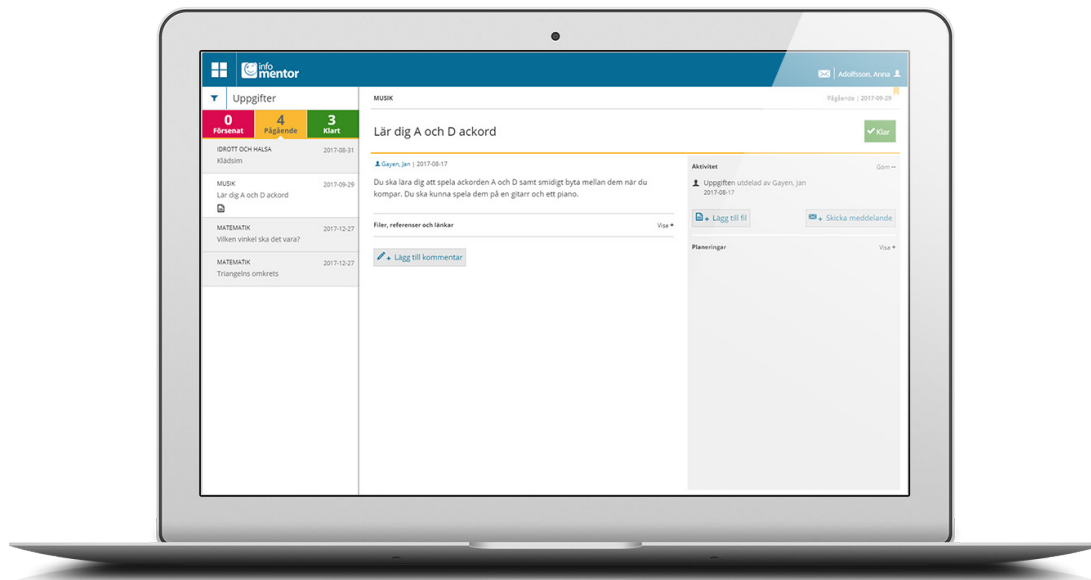 info
mentor
Adolfsson, Anna
Uppgifter
0
Försenat
4
Pågående
3
Klart
IDROTT OCH HÄLSA 2017-08-31
Klädsim
MUSIK 2017-09-29
Lär dig A och D ackord
MATEMATIK 2017-12-27
Vilken vinkel ska det vara?
MATEMATIK 2017-12-27
Triangelns omkrets
MUSIK
Pågående | 2017-09-29
Lär dig A och D ackord
Klar
Gayen, Jan | 2017-08-17
Du ska lära dig att spela ackorden A och D samt smidigt byta mellan dem när du
kompar. Du ska kunna spela dem på en gitarr och ett piano.
Filer, referenser och länkar Visa +
+ Lägg till kommentar
Aktivitet Göm −
Uppgiften utdelad av Gayen, Jan
2017-08-17
+ Lägg till fil
+ Skicka meddelande
Planeringar Visa +